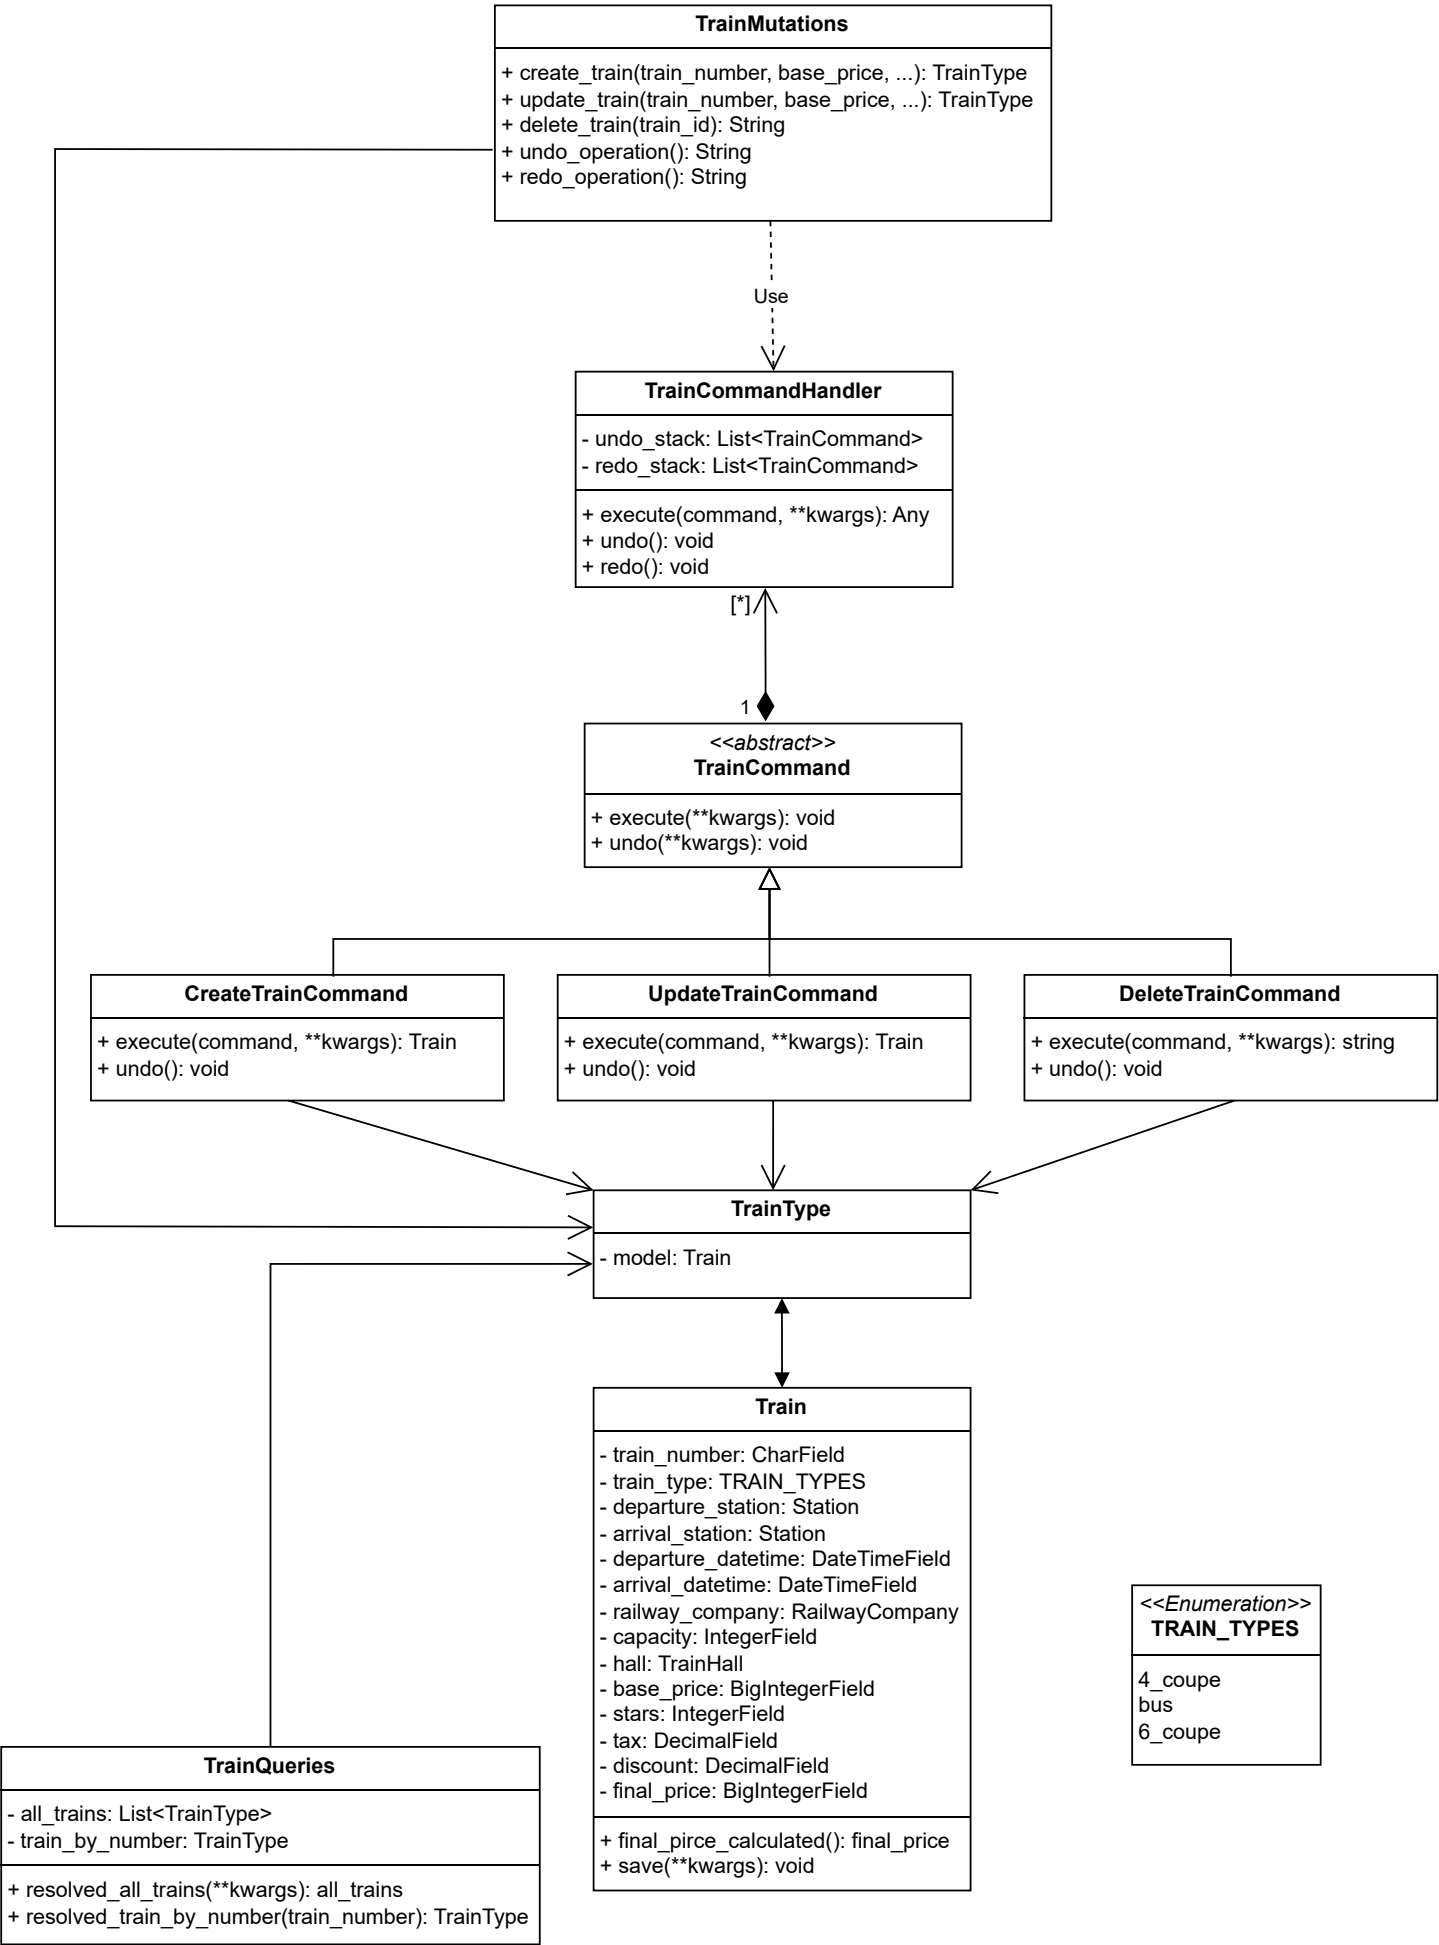 TrainMutations
+ create_train(train_number, base_price, ...): TrainType
+ update_train(train_number, base_price, ...): TrainType
+ delete_train(train_id): String
+ undo_operation(): String
+ redo_operation(): String
Use
TrainCommandHandler
- undo_stack: List<TrainCommand>
- redo_stack: List<TrainCommand>
+ execute(command, **kwargs): Any
+ undo(): void
+ redo(): void
[*]
1
<<abstract>>
TrainCommand
+ execute(**kwargs): void
+ undo(**kwargs): void
CreateTrainCommand
+ execute(command, **kwargs): Train
+ undo(): void
UpdateTrainCommand
+ execute(command, **kwargs): Train
+ undo(): void
DeleteTrainCommand
+ execute(command, **kwargs): string
+ undo(): void
TrainType
- model: Train
Train
- train_number: CharField
- train_type: TRAIN_TYPES
- departure_station: Station
- arrival_station: Station
- departure_datetime: DateTimeField
- arrival_datetime: DateTimeField
- railway_company: RailwayCompany
- capacity: IntegerField
- hall: TrainHall
- base_price: BigIntegerField
- stars: IntegerField
- tax: DecimalField
- discount: DecimalField
- final_price: BigIntegerField
+ final_pirce_calculated(): final_price
+ save(**kwargs): void
<<Enumeration>>
TRAIN_TYPES
4_coupe
bus
6_coupe
TrainQueries
- all_trains: List<TrainType>
- train_by_number: TrainType
+ resolved_all_trains(**kwargs): all_trains
+ resolved_train_by_number(train_number): TrainType